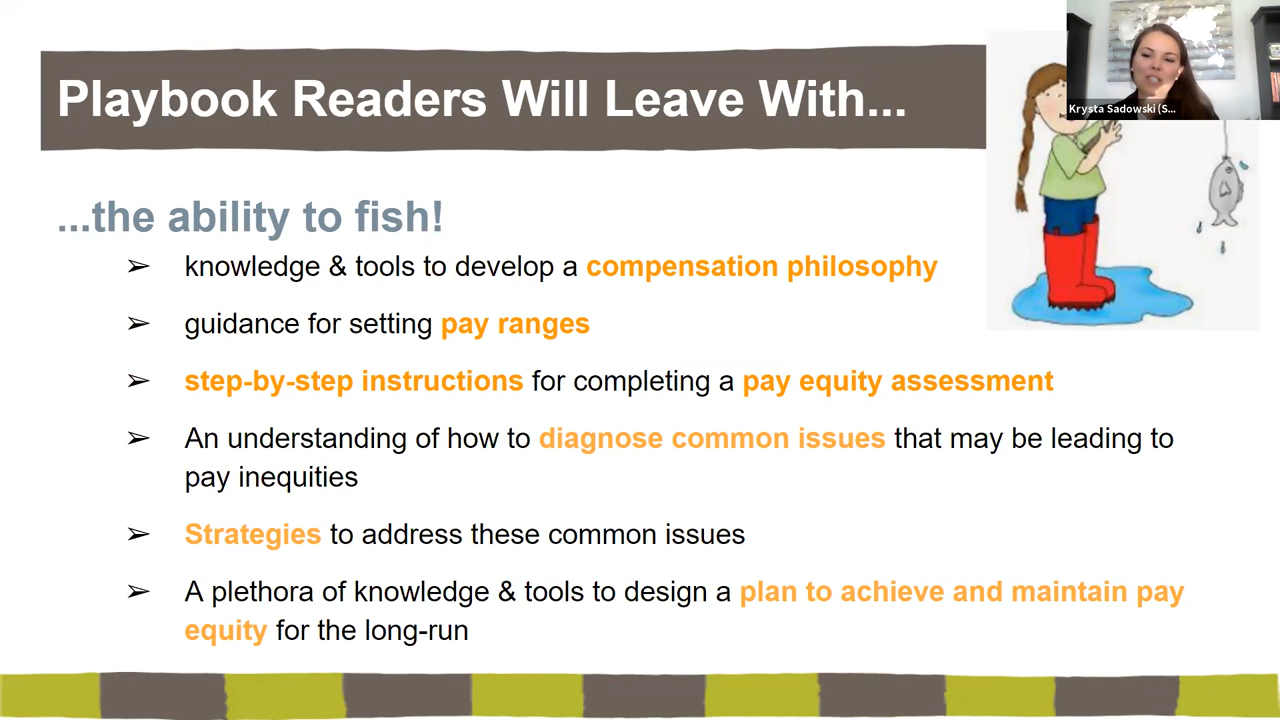 Playbook Readers Will Leave With...
Krysta Sadowski (S...
...the ability to fish!
➢ knowledge & tools to develop a compensation philosophy
➢ guidance for setting pay ranges
➢ step-by-step instructions for completing a pay equity assessment
➢ An understanding of how to diagnose common issues that may be leading to
pay inequities
➢ Strategies to address these common issues
➢ A plethora of knowledge & tools to design a plan to achieve and maintain pay
equity for the long-run